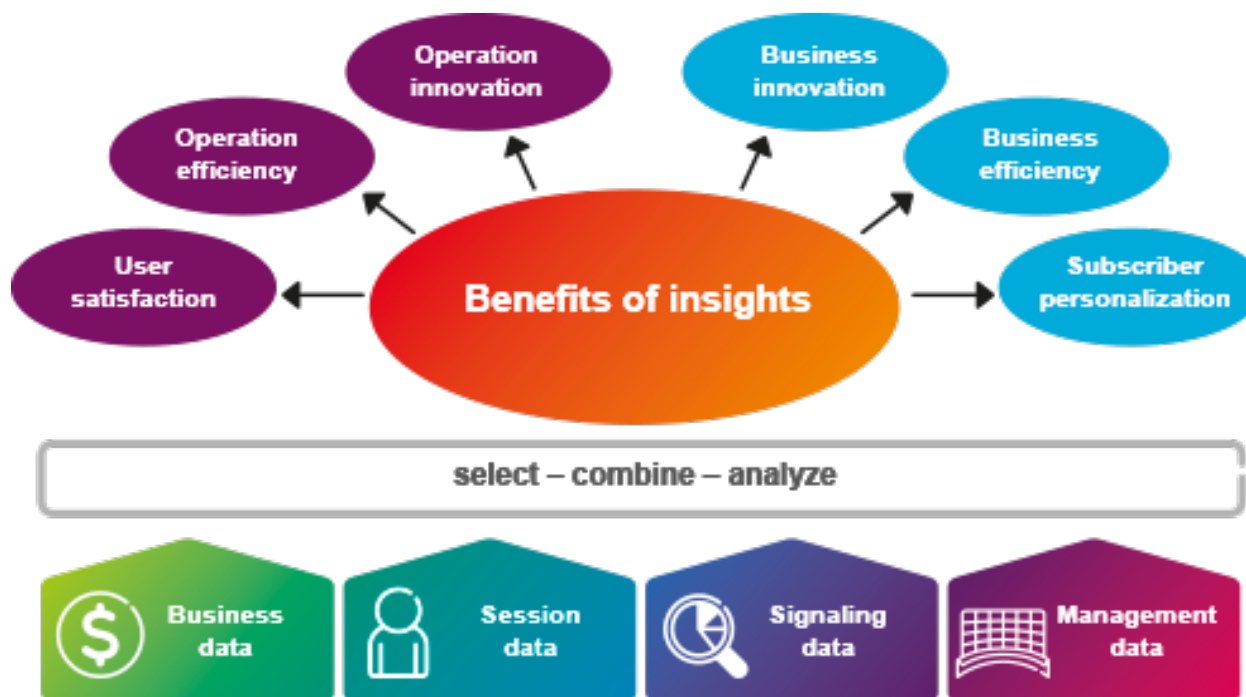 Operation
innovation
Business
innovation
Operation
efficiency
Business
efficiency
User
satisfaction
Subscriber
personalization
Benefits of insights
select – combine – analyze
Business
data
Session
data
Signaling
data
Management
data